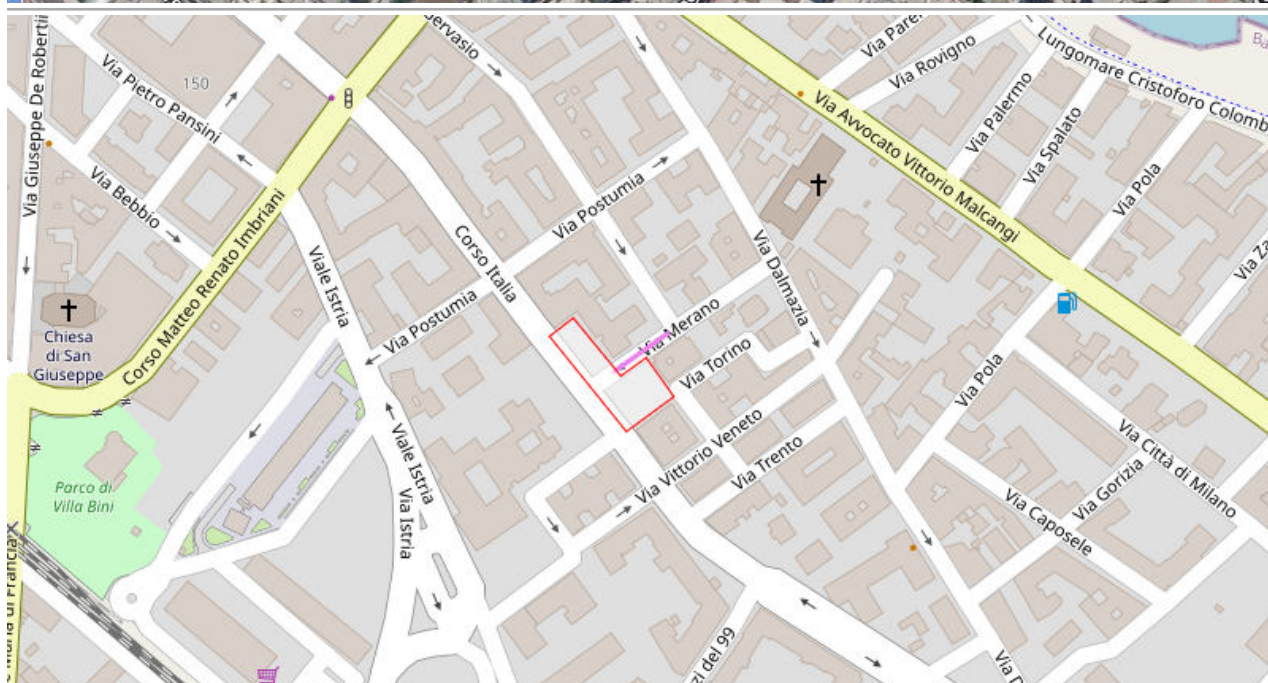 Via Giuseppe De Robertis
Via Pietro Pansini
150
Via Bebbio
Corso Matteo Renato Imbriani
Chiesa
di San
Giuseppe
Parco di
Villa Bini
Viale Istria
Via Postumia
Corso Italia
Via Postumia
Viale Istria
Via Istria
Via Merano
Via Torino
Via Vittorio Veneto
Via Trento
Via Dalmazia
Via Rovigno
Via Avvocato Vittorio Malcangi
Lungomare Cristoforo Colomb
Via Palermo
Via Spalato
Via Pola
Via Pola
Via Città di Milano
Via Gorizia
Via Caposele
zi del 99